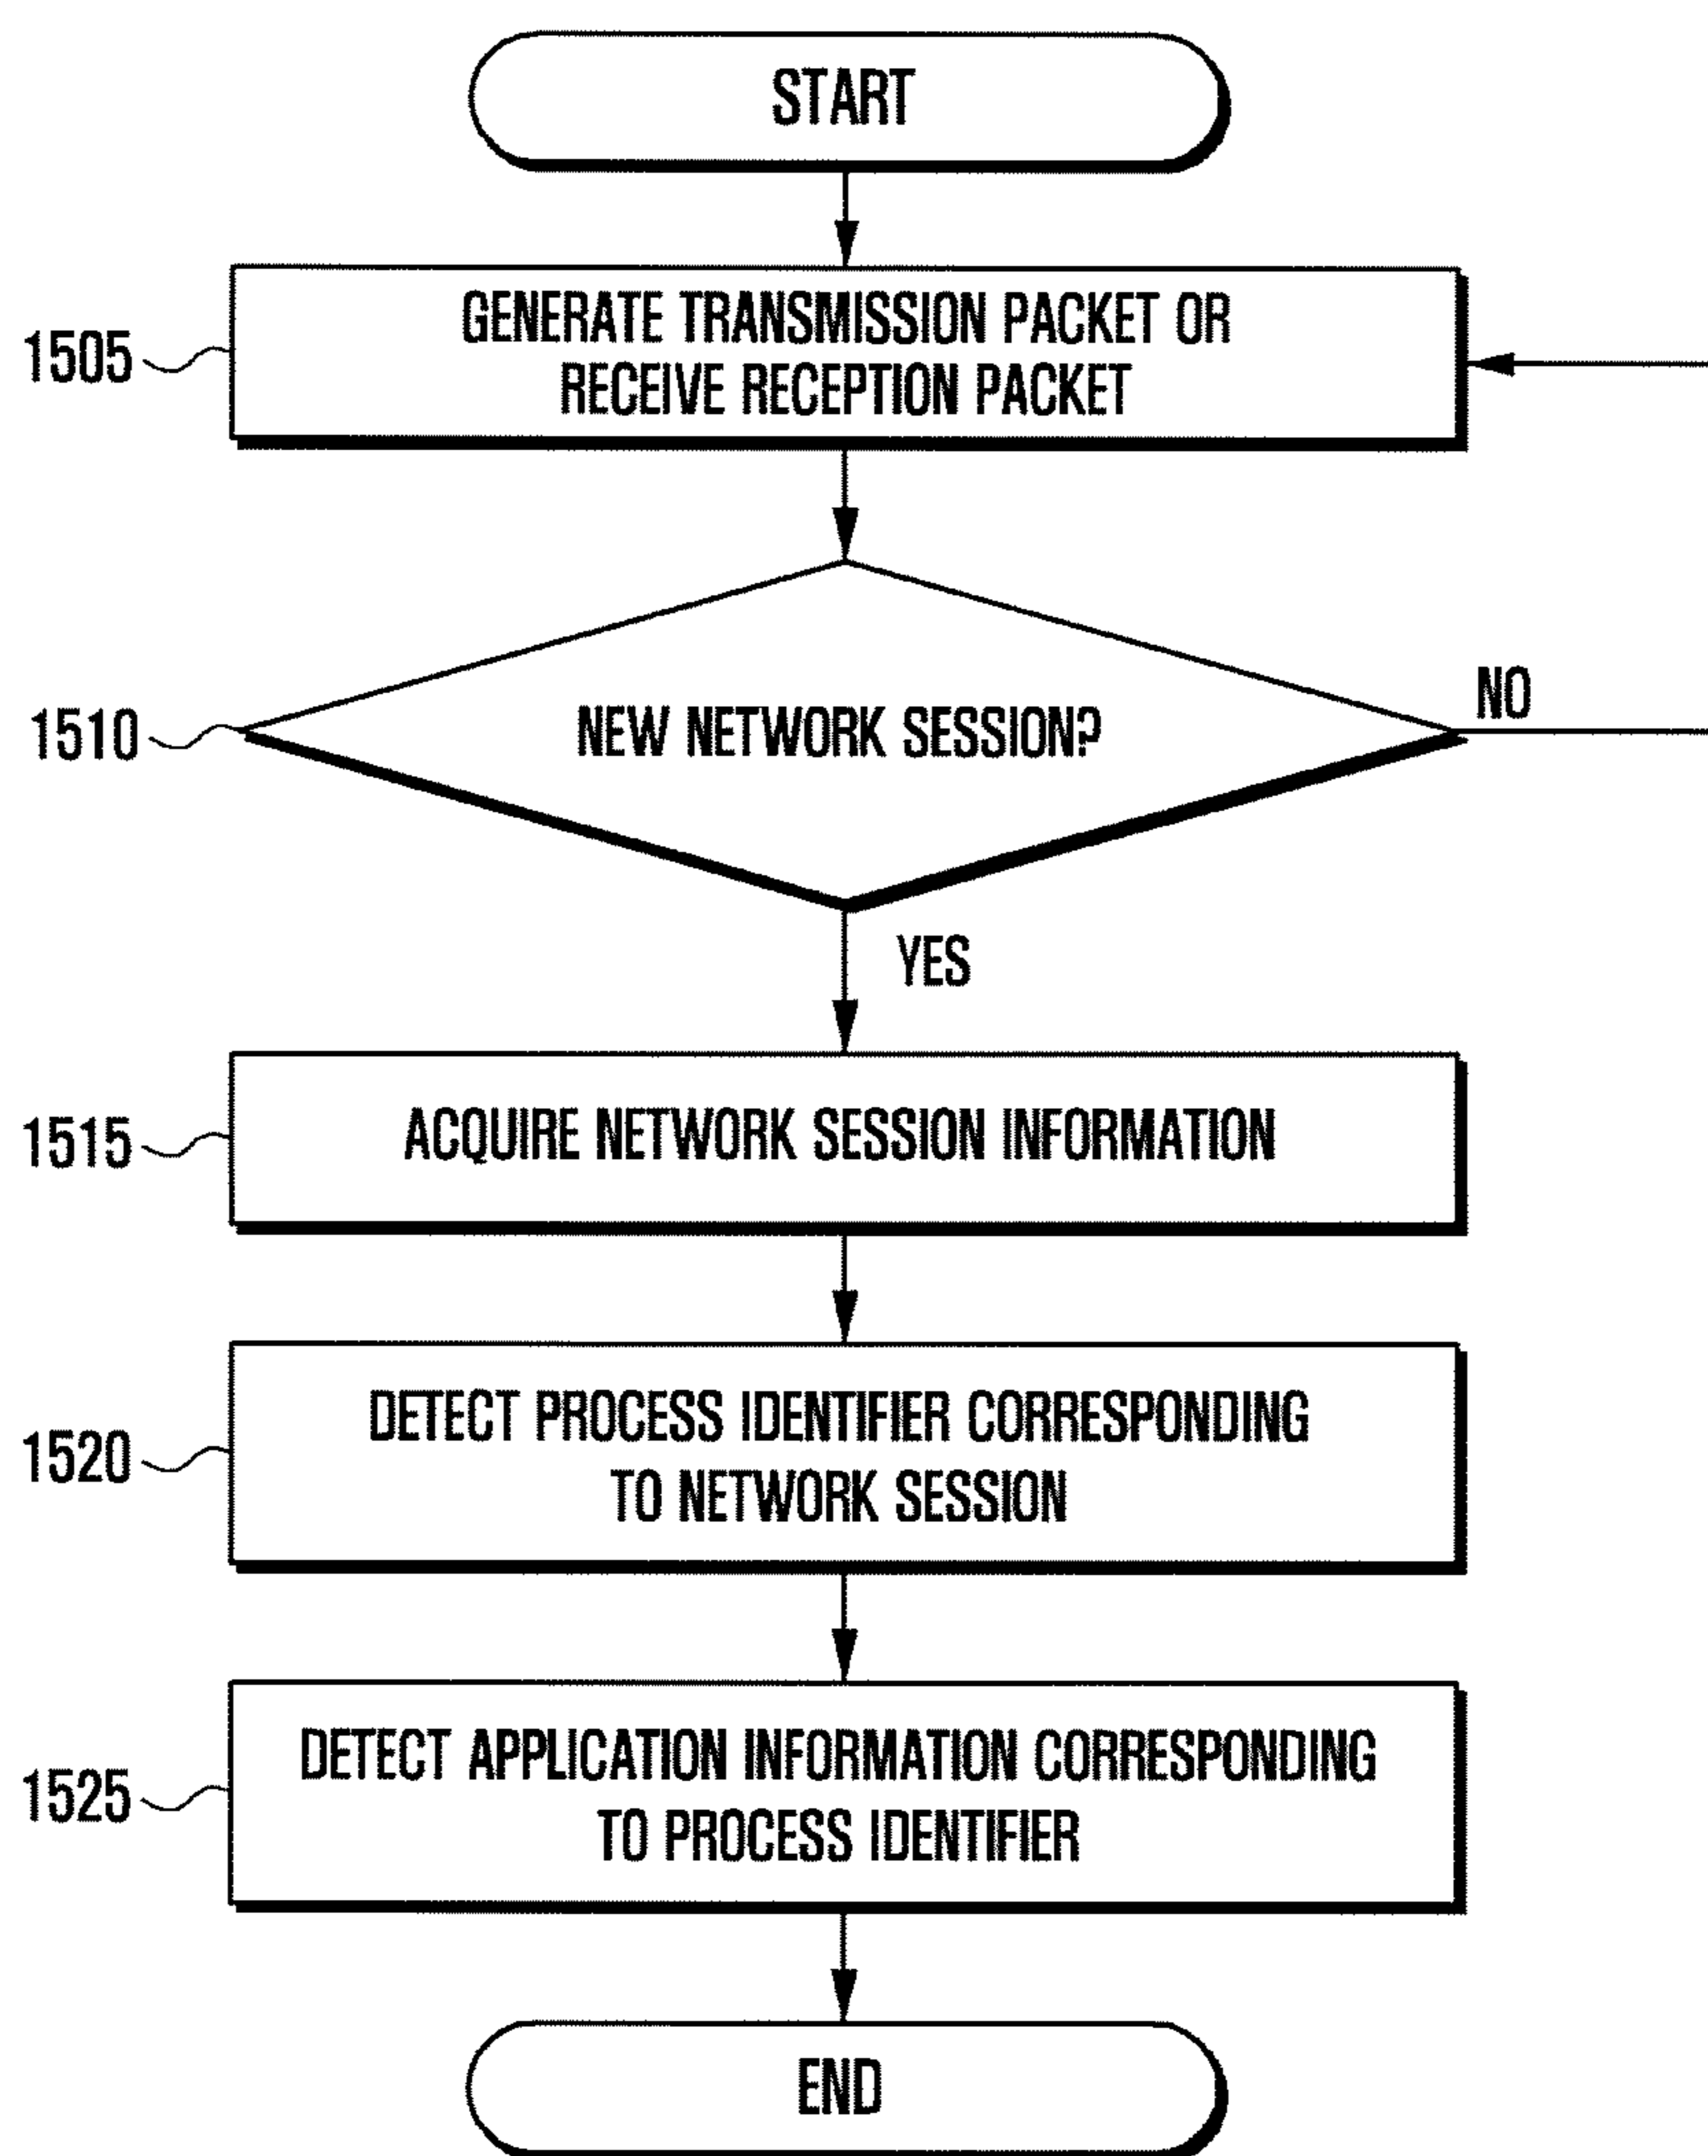 START
GENERATE TRANSMISSION PACKET OR
RECEIVE RECEPTION PACKET
1505
NEW NETWORK SESSION?
NO
1510
YES
ACQUIRE NETWORK SESSION INFORMATION
1515
DETECT PROCESS IDENTIFIER CORRESPONDING
TO NETWORK SESSION
1520
DETECT APPLICATION INFORMATION CORRESPONDING
TO PROCESS IDENTIFIER
1525
END